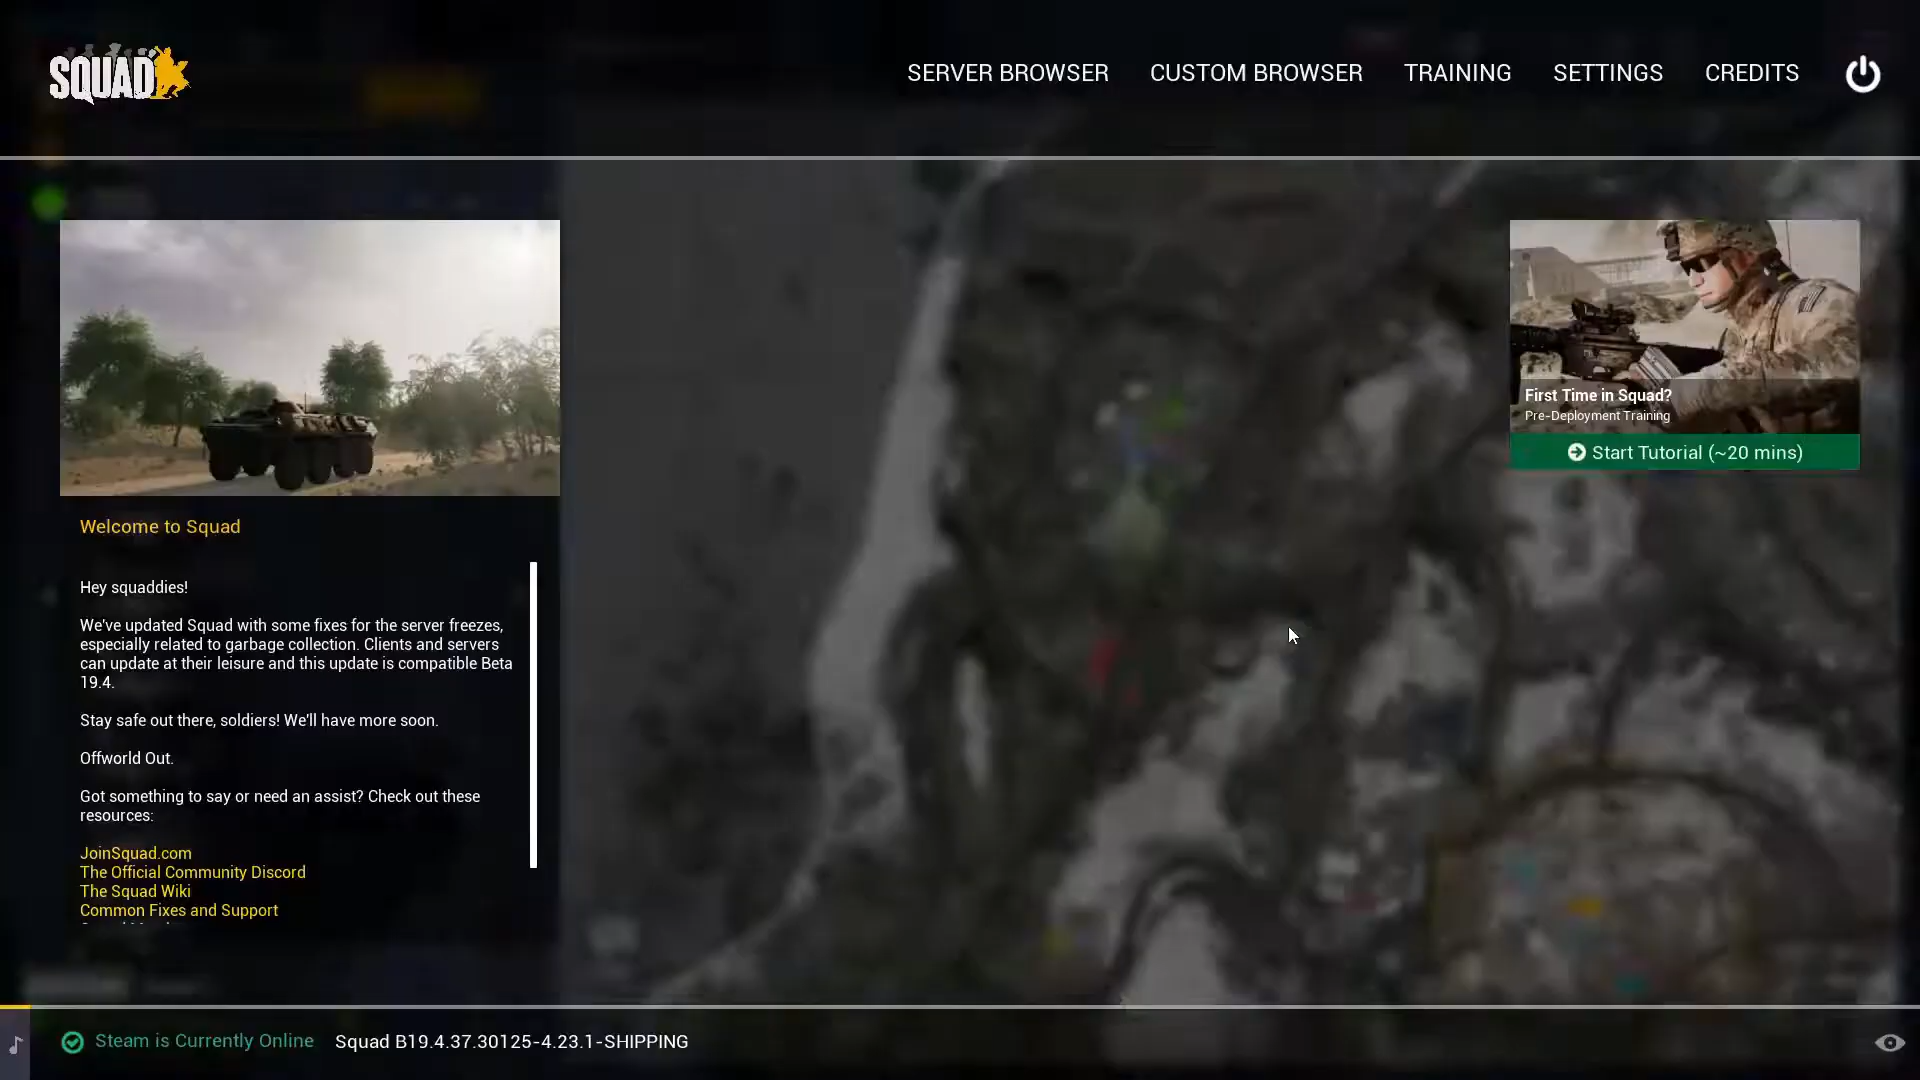 SQUAD
SERVER BROWSER
CUSTOM BROWSER
TRAINING
SETTINGS
CREDITS
First Time in Squad?
Pre-Deployment Training
Start Tutorial (~20 mins)
Welcome to Squad
Hey squaddies!
We've updated Squad with some fixes for the server freezes,
especially related to garbage collection. Clients and servers
can update at their leisure and this update is compatible Beta
19.4.
Stay safe out there, soldiers! We'll have more soon.
Offworld Out.
Got something to say or need an assist? Check out these
resources:
JoinSquad.com
The Official Community Discord
The Squad Wiki
Common Fixes and Support
Steam is Currently Online
Squad B19.4.37.30125-4.23.1-SHIPPING